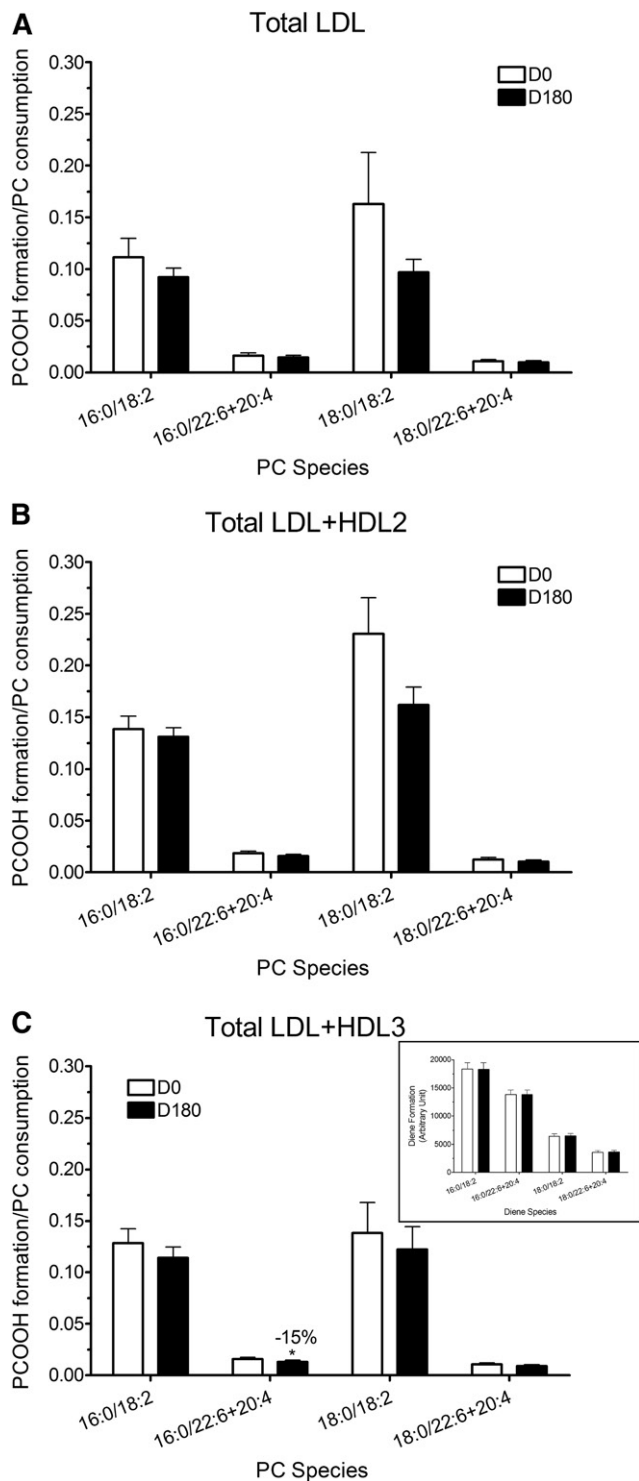 A
Total LDL
PCOOH formation/PC consumption
0.30
0.25
0.20
0.15
0.10
0.05
0.00
D0
D180
16:0/18:2
16:0/22:6+20:4
18:0/18:2
18:0/22:6+20:4
PC Species
B
Total LDL+HDL2
PCOOH formation/PC consumption
0.30
0.25
0.20
0.15
0.10
0.05
0.00
D0
D180
16:0/18:2
16:0/22:6+20:4
18:0/18:2
18:0/22:6+20:4
PC Species
C
Total LDL+HDL3
PCOOH formation/PC consumption
0.30
0.25
0.20
0.15
0.10
0.05
0.00
D0
D180
Diene Formation
(Arbitrary Unit)
20000
15000
10000
5000
0
16:0/18:2
16:0/22:6+20:4
18:0/18:2
18:0/22:6+20:4
Diene Species
-15%
*
16:0/18:2
16:0/22:6+20:4
18:0/18:2
18:0/22:6+20:4
PC Species